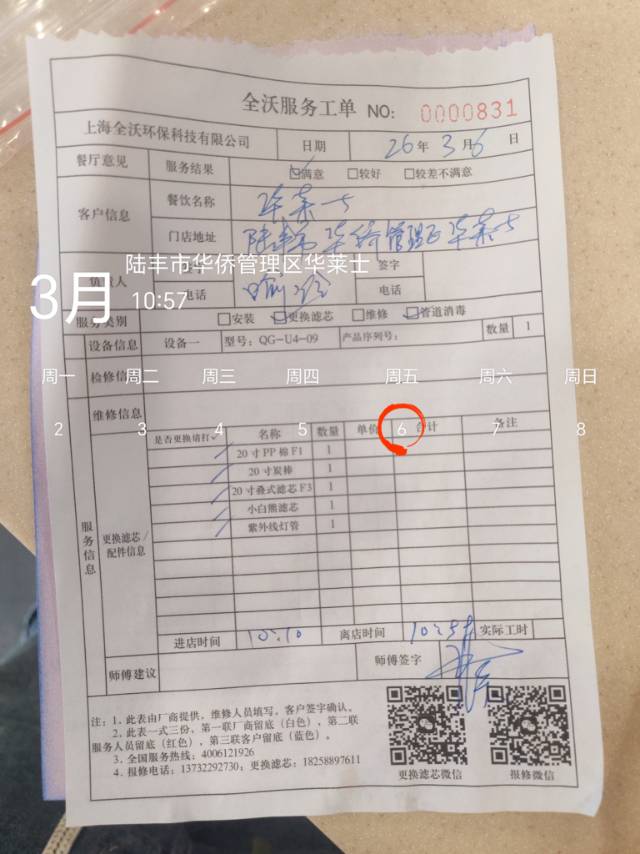 全沃服务工单 NO: 0000831
上海全沃环保科技有限公司 日期 26年 3月 6日
餐厅意见 服务结果 ☑满意 □较好 □较差不满意
客户信息 餐饮名称 华莱士
门店地址 陆丰市华侨管理区华莱士
陆丰市华侨管理区华莱士
负责人 签字
3月 10:57
电话 电话
服务类别 □安装 ☑更换滤芯 □维修 ☑管道消毒
设备信息 设备一 型号: QG-U4-09 产品序列号: 数量 1
检修信
周一 周二 周三 周四 周五 周六 周日
维修信息
2 3 4 5 6 7 8
服务信息
更换滤芯/配件信息
是否更换请打✓ 名称 数量 单价 合计 备注
✓ 20寸PP棉F1 1
✓ 20寸炭棒 1
✓ 20寸叠式滤芯F3 1
✓ 小白熊滤芯 1
✓ 紫外线灯管 1
进店时间 10:10 离店时间 实际工时
师傅建议 师傅签字
注: 1、此表由厂商提供，维修人员填写，客户签字确认。
2、此表一式三份，第一联厂商留底（白色），第二联
服务人员留底（红色），第三联客户留底（蓝色）。
3、全国服务热线: 4006121926
4、报修电话: 13732292730; 更换滤芯: 18258897611
更换滤芯微信 报修微信